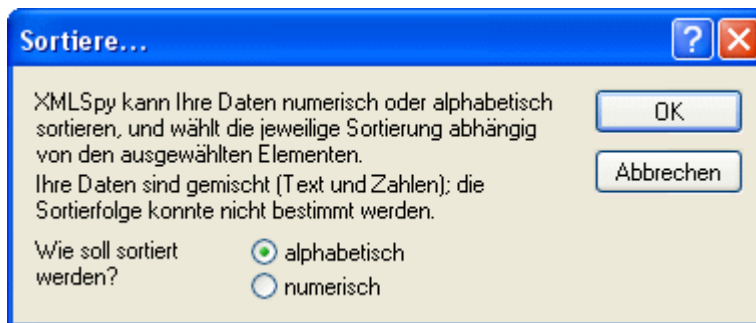 Sortiere...
XMLSpy kann Ihre Daten numerisch oder alphabetisch
sortieren, und wählt die jeweilige Sortierung abhängig
von den ausgewählten Elementen.
Ihre Daten sind gemischt (Text und Zahlen); die
Sortierfolge konnte nicht bestimmt werden.
Wie soll sortiert
werden?
alphabetisch
numerisch
OK
Abbrechen